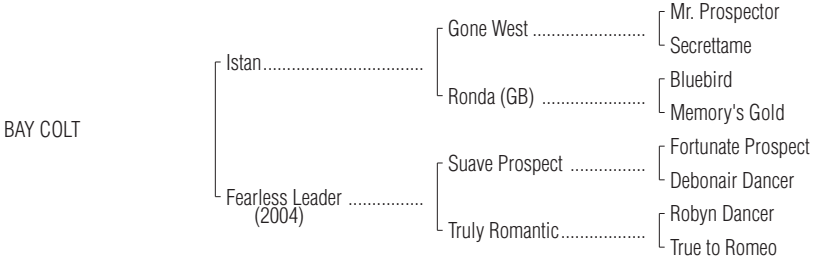 Mr. Prospector
Gone West ........................
Secrettame
Istan..................................
Bluebird
Ronda (GB) ......................
Memory's Gold
BAY COLT
Fortunate Prospect
Suave Prospect ................
Debonair Dancer
Fearless Leader ................
(2004)
Robyn Dancer
Truly Romantic..................
True to Romeo